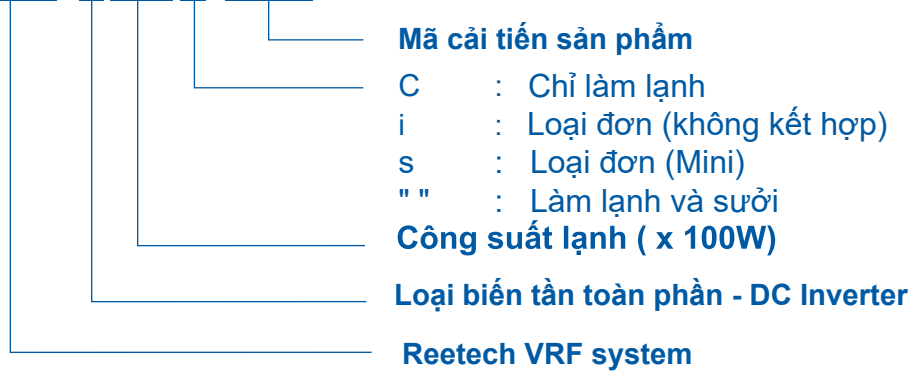 Mã cải tiến sản phẩm
C : Chỉ làm lạnh
i : Loại đơn (không kết hợp)
s : Loại đơn (Mini)
" " : Làm lạnh và sưởi
Công suất lạnh ( x 100W)
Loại biến tần toàn phần - DC Inverter
Reetech VRF system